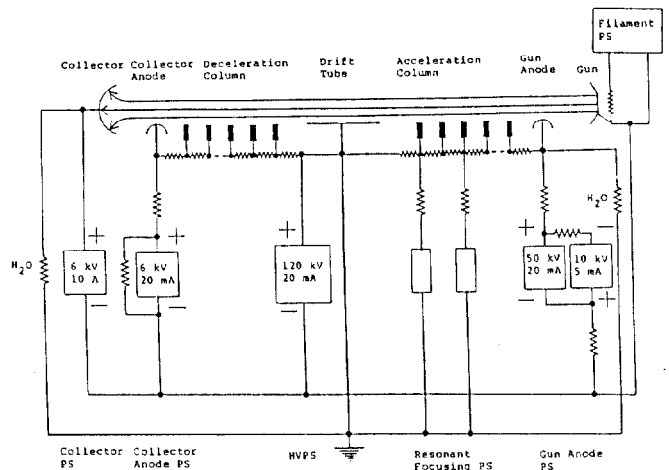 Filament
PS
Collector Collector Deceleration Drift Acceleration Gun Gun
Anode Column Tube Column Anode
H2O
6 kV
10 A
+
−
6 kV
20 mA
+
−
120 kV
20 mA
+
−
50 kV
20 mA
+
−
10 kV
5 mA
−
+
H2O
Collector Collector HVPS Resonant Gun Anode
PS Anode PS Focusing PS PS